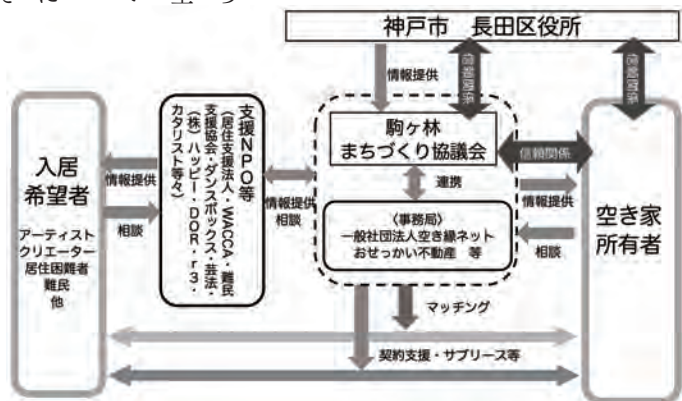 神戸市 長田区役所
情報提供
信頼関係
信頼関係
支援NPO等
(居住支援法人・WACCA・難民
支援協会・ダンスボックス・芸法・
(株)ハッピー・DOR・r3・
カタリスト等々)
駒ヶ林
まちづくり協議会
信頼関係
入居
希望者
情報提供
情報提供
相談
連携
情報提供
空き家
所有者
アーティスト
クリエーター
居住困難者
難民
他
相談
(事務局)
一般社団法人空き縁ネット
おせっかい不動産 等
相談
マッチング
契約支援・サブリース等